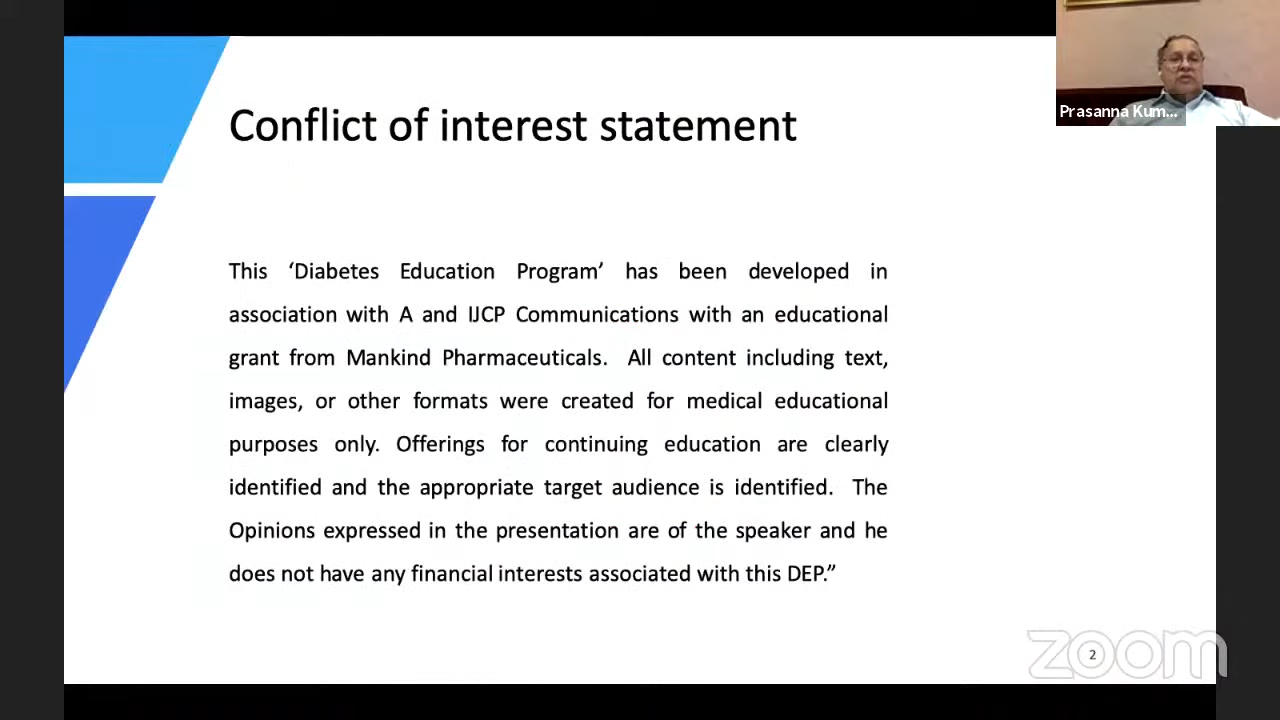 Conflict of interest statement
Prasanna Kum...
This ‘Diabetes Education Program’ has been developed in
association with A and IJCP Communications with an educational
grant from Mankind Pharmaceuticals. All content including text,
images, or other formats were created for medical educational
purposes only. Offerings for continuing education are clearly
identified and the appropriate target audience is identified. The
Opinions expressed in the presentation are of the speaker and he
does not have any financial interests associated with this DEP.”
zoom
2